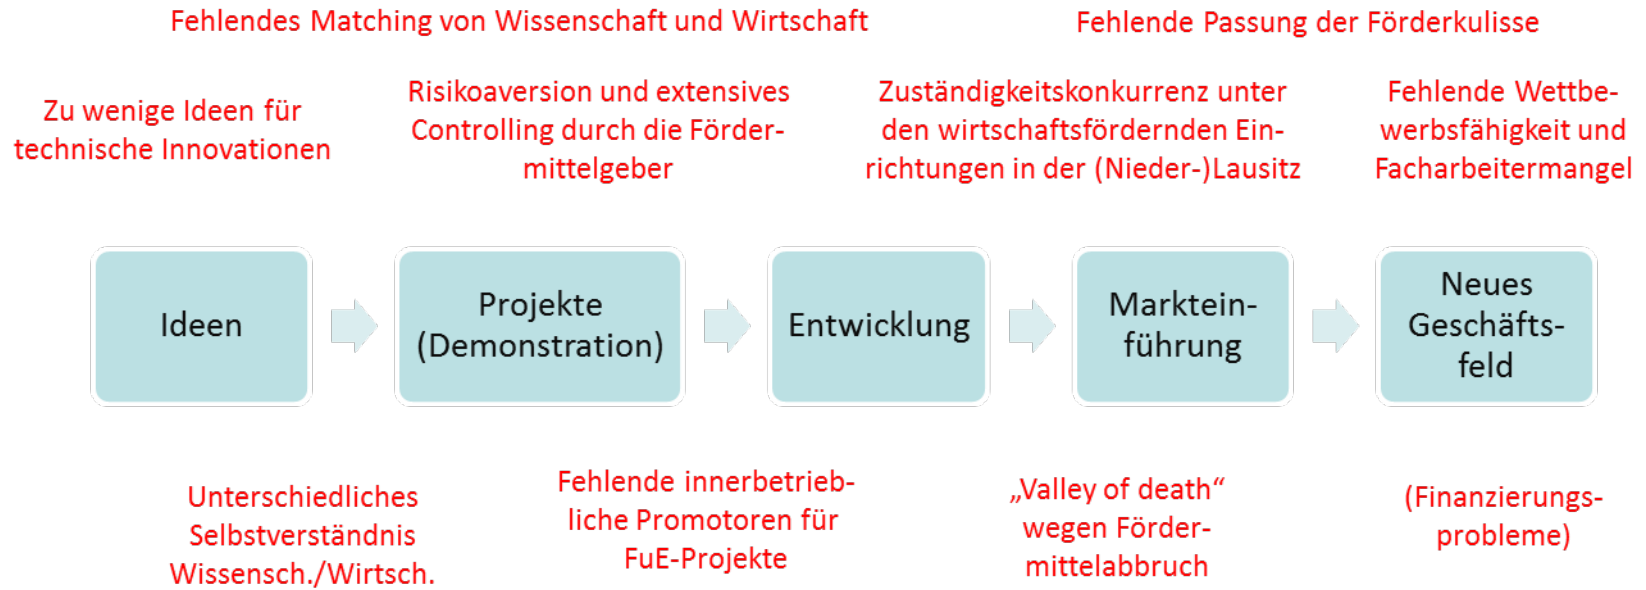 Fehlendes Matching von Wissenschaft und Wirtschaft
Fehlende Passung der Förderkulisse
Zu wenige Ideen für
technische Innovationen
Risikoaversion und extensives
Controlling durch die Förder-
mittelgeber
Zuständigkeitskonkurrenz unter
den wirtschaftsfördernden Ein-
richtungen in der (Nieder-)Lausitz
Fehlende Wettbe-
werbsfähigkeit und
Facharbeitermangel
Ideen
Projekte
(Demonstration)
Entwicklung
Marktein-
führung
Neues
Geschäfts-
feld
Unterschiedliches
Selbstverständnis
Wissensch./Wirtsch.
Fehlende innerbetrieb-
liche Promotoren für
FuE-Projekte
„Valley of death“
wegen Förder-
mittelabbruch
(Finanzierungs-
probleme)